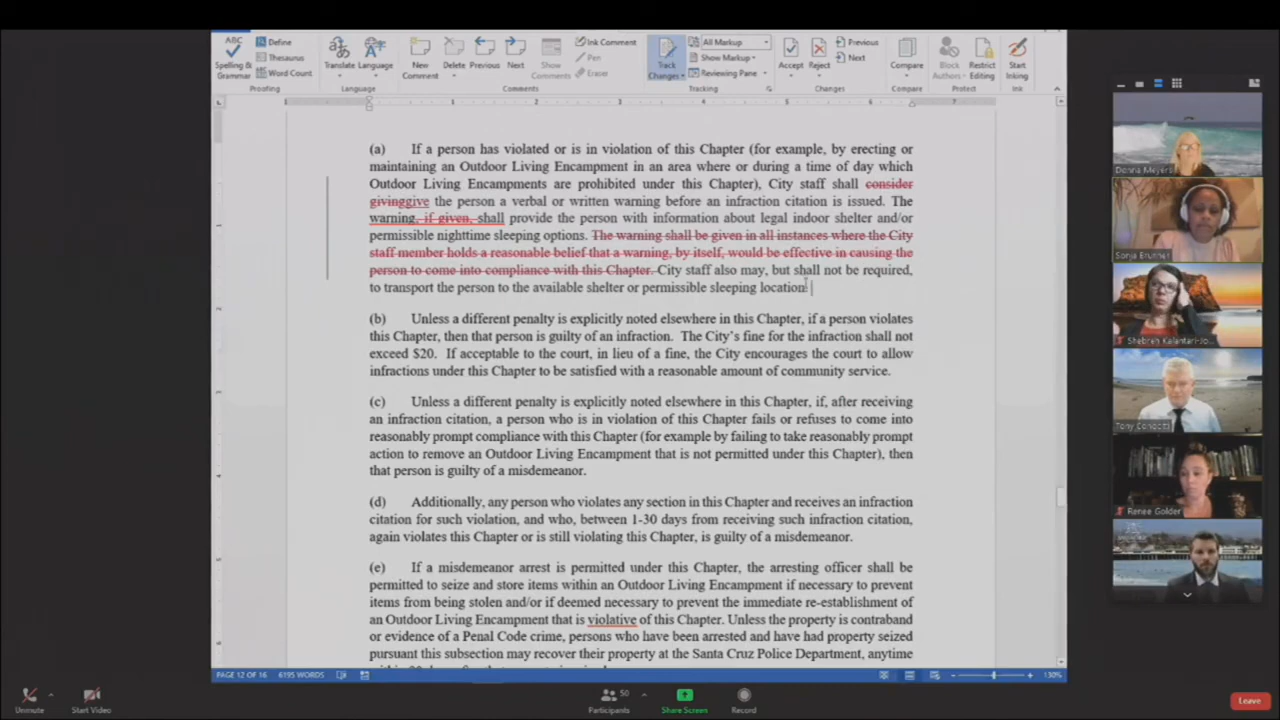 ABC
Define
Thesaurus
Word Count
Spelling &
Grammar
Proofing
Translate
Language
Language
New
Comment
Delete
Previous
Next
Show
Comments
Ink Comment
Pen
Eraser
Comments
Track
Changes
All Markup
Show Markup
Reviewing Pane
Tracking
Accept
Reject
Previous
Next
Changes
Compare
Compare
Block
Authors
Restrict
Editing
Protect
Start
Inking
Ink
1 1 2 3 4 5 6 7
(a) If a person has violated or is in violation of this Chapter (for example, by erecting or
maintaining an Outdoor Living Encampment in an area where or during a time of day which
Outdoor Living Encampments are prohibited under this Chapter), City staff shall consider
givinggive the person a verbal or written warning before an infraction citation is issued. The
warning, if given, shall provide the person with information about legal indoor shelter and/or
permissible nighttime sleeping options. The warning shall be given in all instances where the City
staff member holds a reasonable belief that a warning, by itself, would be effective in causing the
person to come into compliance with this Chapter. City staff also may, but shall not be required,
to transport the person to the available shelter or permissible sleeping location.
(b) Unless a different penalty is explicitly noted elsewhere in this Chapter, if a person violates
this Chapter, then that person is guilty of an infraction. The City's fine for the infraction shall not
exceed $20. If acceptable to the court, in lieu of a fine, the City encourages the court to allow
infractions under this Chapter to be satisfied with a reasonable amount of community service.
(c) Unless a different penalty is explicitly noted elsewhere in this Chapter, if, after receiving
an infraction citation, a person who is in violation of this Chapter fails or refuses to come into
reasonably prompt compliance with this Chapter (for example by failing to take reasonably prompt
action to remove an Outdoor Living Encampment that is not permitted under this Chapter), then
that person is guilty of a misdemeanor.
(d) Additionally, any person who violates any section in this Chapter and receives an infraction
citation for such violation, and who, between 1-30 days from receiving such infraction citation,
again violates this Chapter or is still violating this Chapter, is guilty of a misdemeanor.
(e) If a misdemeanor arrest is permitted under this Chapter, the arresting officer shall be
permitted to seize and store items within an Outdoor Living Encampment if necessary to prevent
items from being stolen and/or if deemed necessary to prevent the immediate re-establishment of
an Outdoor Living Encampment that is violative of this Chapter. Unless the property is contraband
or evidence of a Penal Code crime, persons who have been arrested and have had property seized
pursuant this subsection may recover their property at the Santa Cruz Police Department, anytime
PAGE 12 OF 16 6195 WORDS
130%
Donna Meyers
Sonja Brunner
Shebreh Kalantari-Jo...
Tony Condotti
Renee Golder
Unmute
Start Video
50
Participants
Share Screen
Record
Leave